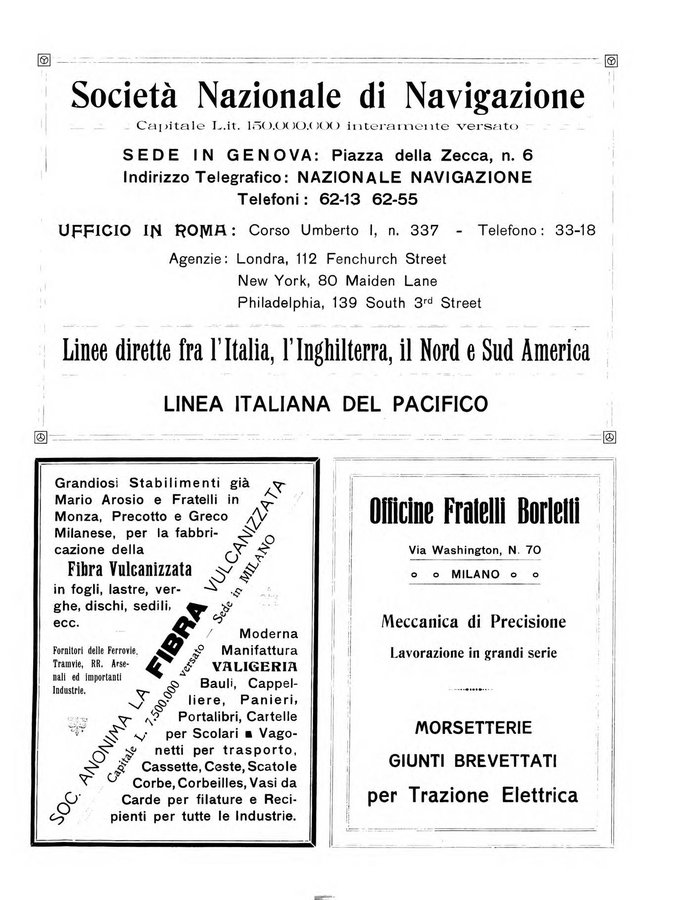 Società Nazionale di Navigazione
Capitale L.it. 150.000.000 interamente versato
SEDE IN GENOVA: Piazza della Zecca, n. 6
Indirizzo Telegrafico: NAZIONALE NAVIGAZIONE
Telefoni: 62-13 62-55
UFFICIO IN ROMA: Corso Umberto I, n. 337 - Telefono: 33-18
Agenzie: Londra, 112 Fenchurch Street
New York, 80 Maiden Lane
Philadelphia, 139 South 3rd Street
Linee dirette fra l'Italia, l'Inghilterra, il Nord e Sud America
LINEA ITALIANA DEL PACIFICO
Grandiosi Stabilimenti già
Mario Arosio e Fratelli in
Monza, Precotto e Greco
Milanese, per la fabbri-
cazione della
Fibra Vulcanizzata
in fogli, lastre, ver-
ghe, dischi, sedili,
ecc.
Fornitori delle Ferrovie,
Tramvie, RR. Arse-
nali ed importanti
Industrie.
SOC. ANONIMA LA FIBRA VULCANIZZATA
Capitale L. 7,500.000 versato - Sede in MILANO
Moderna
Manifattura
VALIGERIA
Bauli, Cappel-
liere, Panieri,
Portalibri, Cartelle
per Scolari ■ Vago-
netti per trasporto,
Cassette, Ceste, Scatole
Corbe, Corbeilles, Vasi da
Carde per filature e Reci-
pienti per tutte le Industrie.
Officine Fratelli Borletti
Via Washington, N. 70
MILANO
Meccanica di Precisione
Lavorazione in grandi serie
MORSETTERIE
GIUNTI BREVETTATI
per Trazione Elettrica